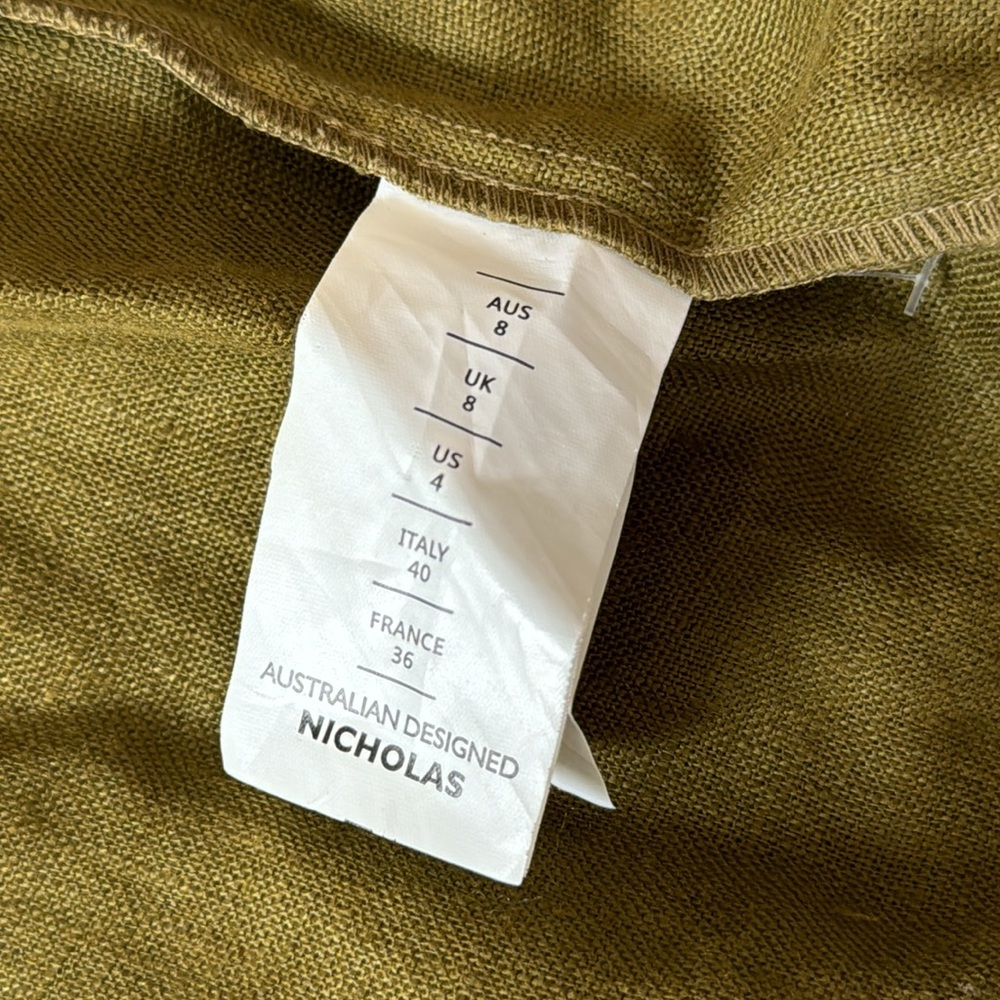 AUS
8
UK
8
US
4
ITALY
40
FRANCE
36
AUSTRALIAN DESIGNED
NICHOLAS